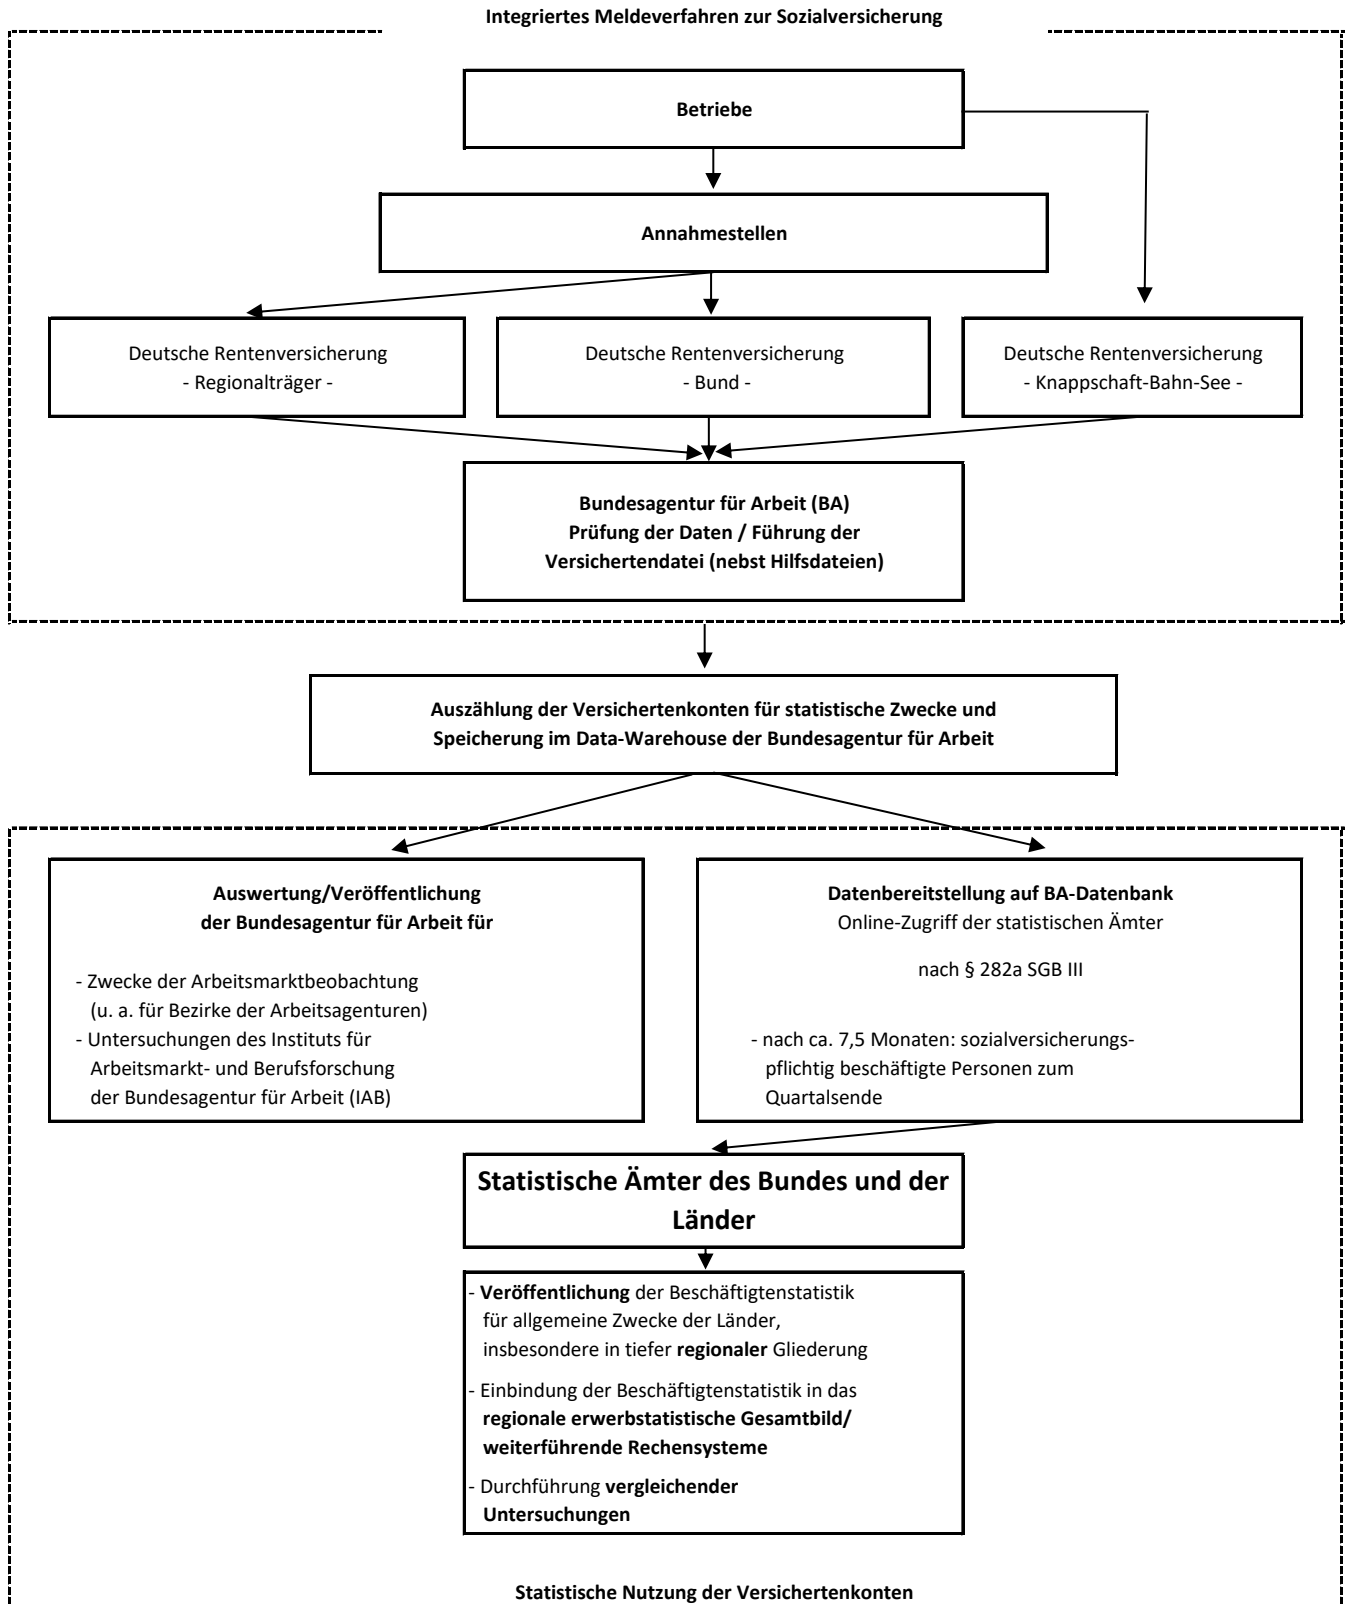 Integriertes Meldeverfahren zur Sozialversicherung
Betriebe
Annahmestellen
Deutsche Rentenversicherung
- Regionalträger -
Deutsche Rentenversicherung
- Bund -
Deutsche Rentenversicherung
- Knappschaft-Bahn-See -
Bundesagentur für Arbeit (BA)
Prüfung der Daten / Führung der
Versichertendatei (nebst Hilfsdateien)
Auszählung der Versichertenkonten für statistische Zwecke und
Speicherung im Data-Warehouse der Bundesagentur für Arbeit
Auswertung/Veröffentlichung
der Bundesagentur für Arbeit für
- Zwecke der Arbeitsmarktbeobachtung
(u. a. für Bezirke der Arbeitsagenturen)
- Untersuchungen des Instituts für
Arbeitsmarkt- und Berufsforschung
der Bundesagentur für Arbeit (IAB)
Datenbereitstellung auf BA-Datenbank
Online-Zugriff der statistischen Ämter
nach § 282a SGB III
- nach ca. 7,5 Monaten: sozialversicherungs-
pflichtig beschäftigte Personen zum
Quartalsende
Statistische Ämter des Bundes und der
Länder
- Veröffentlichung der Beschäftigtenstatistik
für allgemeine Zwecke der Länder,
insbesondere in tiefer regionaler Gliederung
- Einbindung der Beschäftigtenstatistik in das
regionale erwerbstatistische Gesamtbild/
weiterführende Rechensysteme
- Durchführung vergleichender
Untersuchungen
Statistische Nutzung der Versichertenkonten